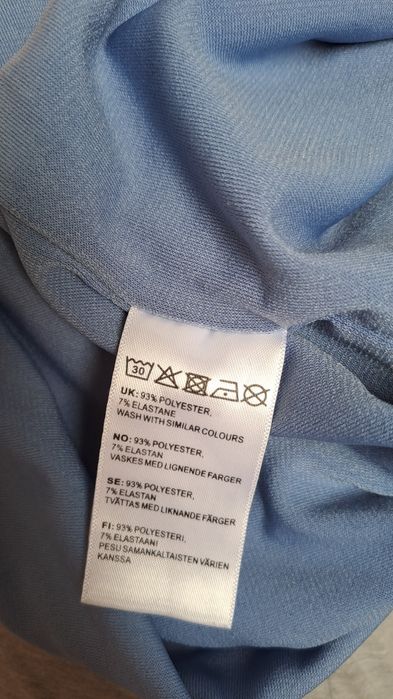 30
UK: 93% POLYESTER,
7% ELASTANE
WASH WITH SIMILAR COLOURS
NO: 93% POLYESTER,
7% ELASTAN
VASKES MED LIGNENDE FARGER
SE: 93% POLYESTER,
7% ELASTAN
TVÄTTAS MED LIKNANDE FÄRGER
FI: 93% POLYESTERI,
7% ELASTAANI
PESU SAMANKALTAISTEN VÄRIEN
KANSSA